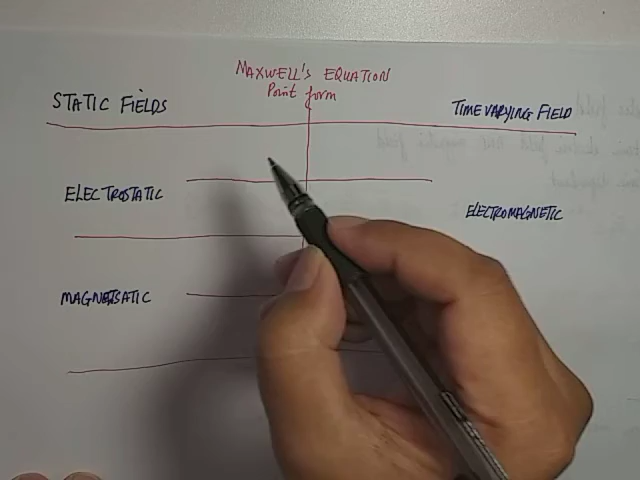 MAXWELL'S EQUATION
Point form
STATIC FIELDS
TIME VARYING FIELD
ELECTROSTATIC
ELECTROMAGNETIC
MAGNETSATIC